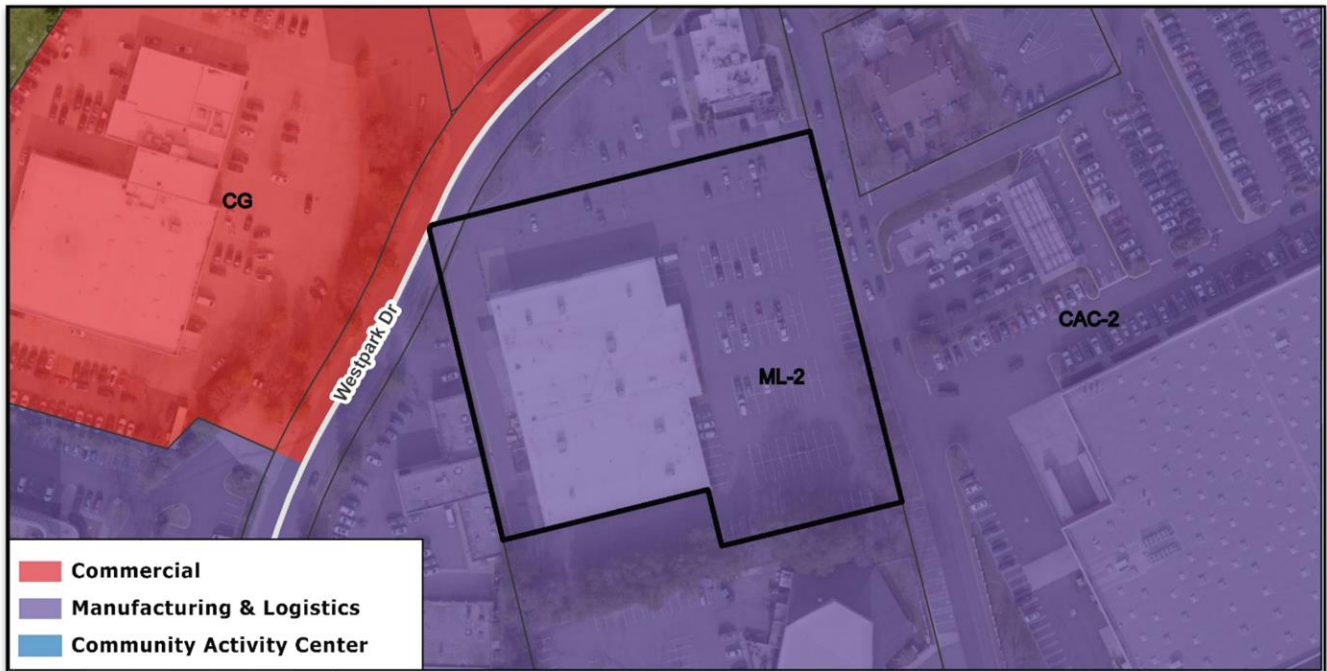 CG
Westpark Dr
CAC-2
ML-2
Commercial
Manufacturing & Logistics
Community Activity Center